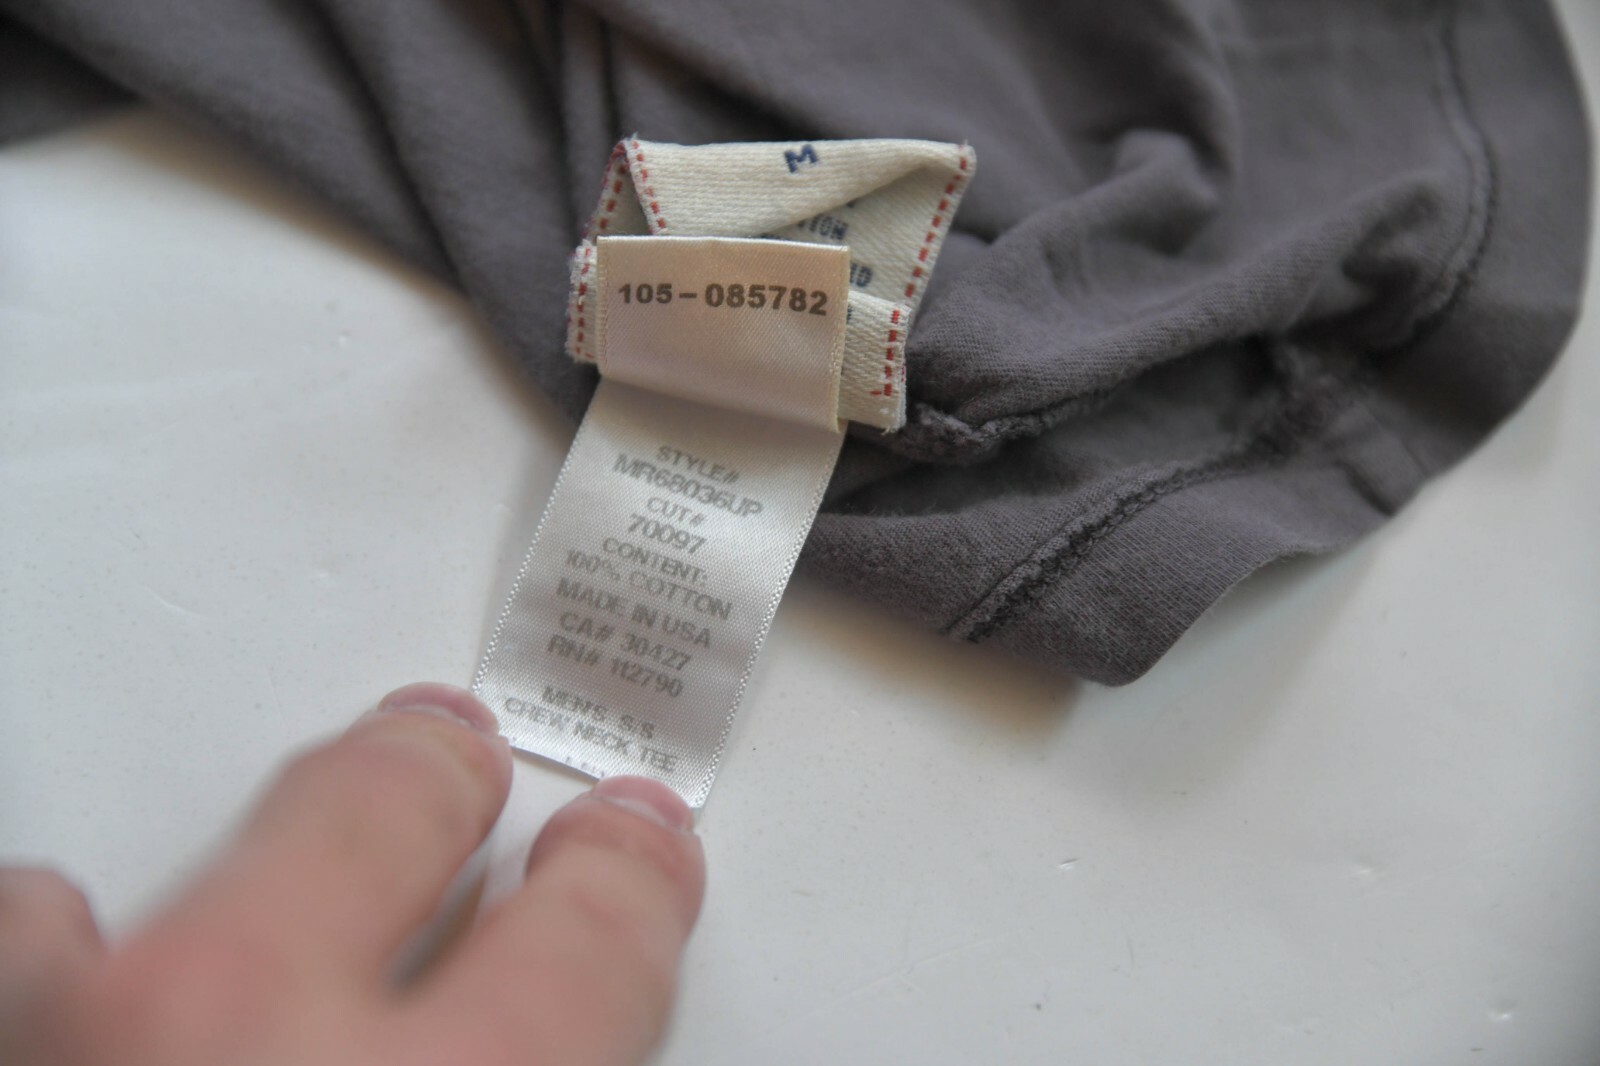 M
105-085782
STYLE#
MR68036UP
CUT#
70097
CONTENT:
100% COTTON
MADE IN USA
CA# 30427
RN# 112790
MEN'S S/S
CREW NECK TEE